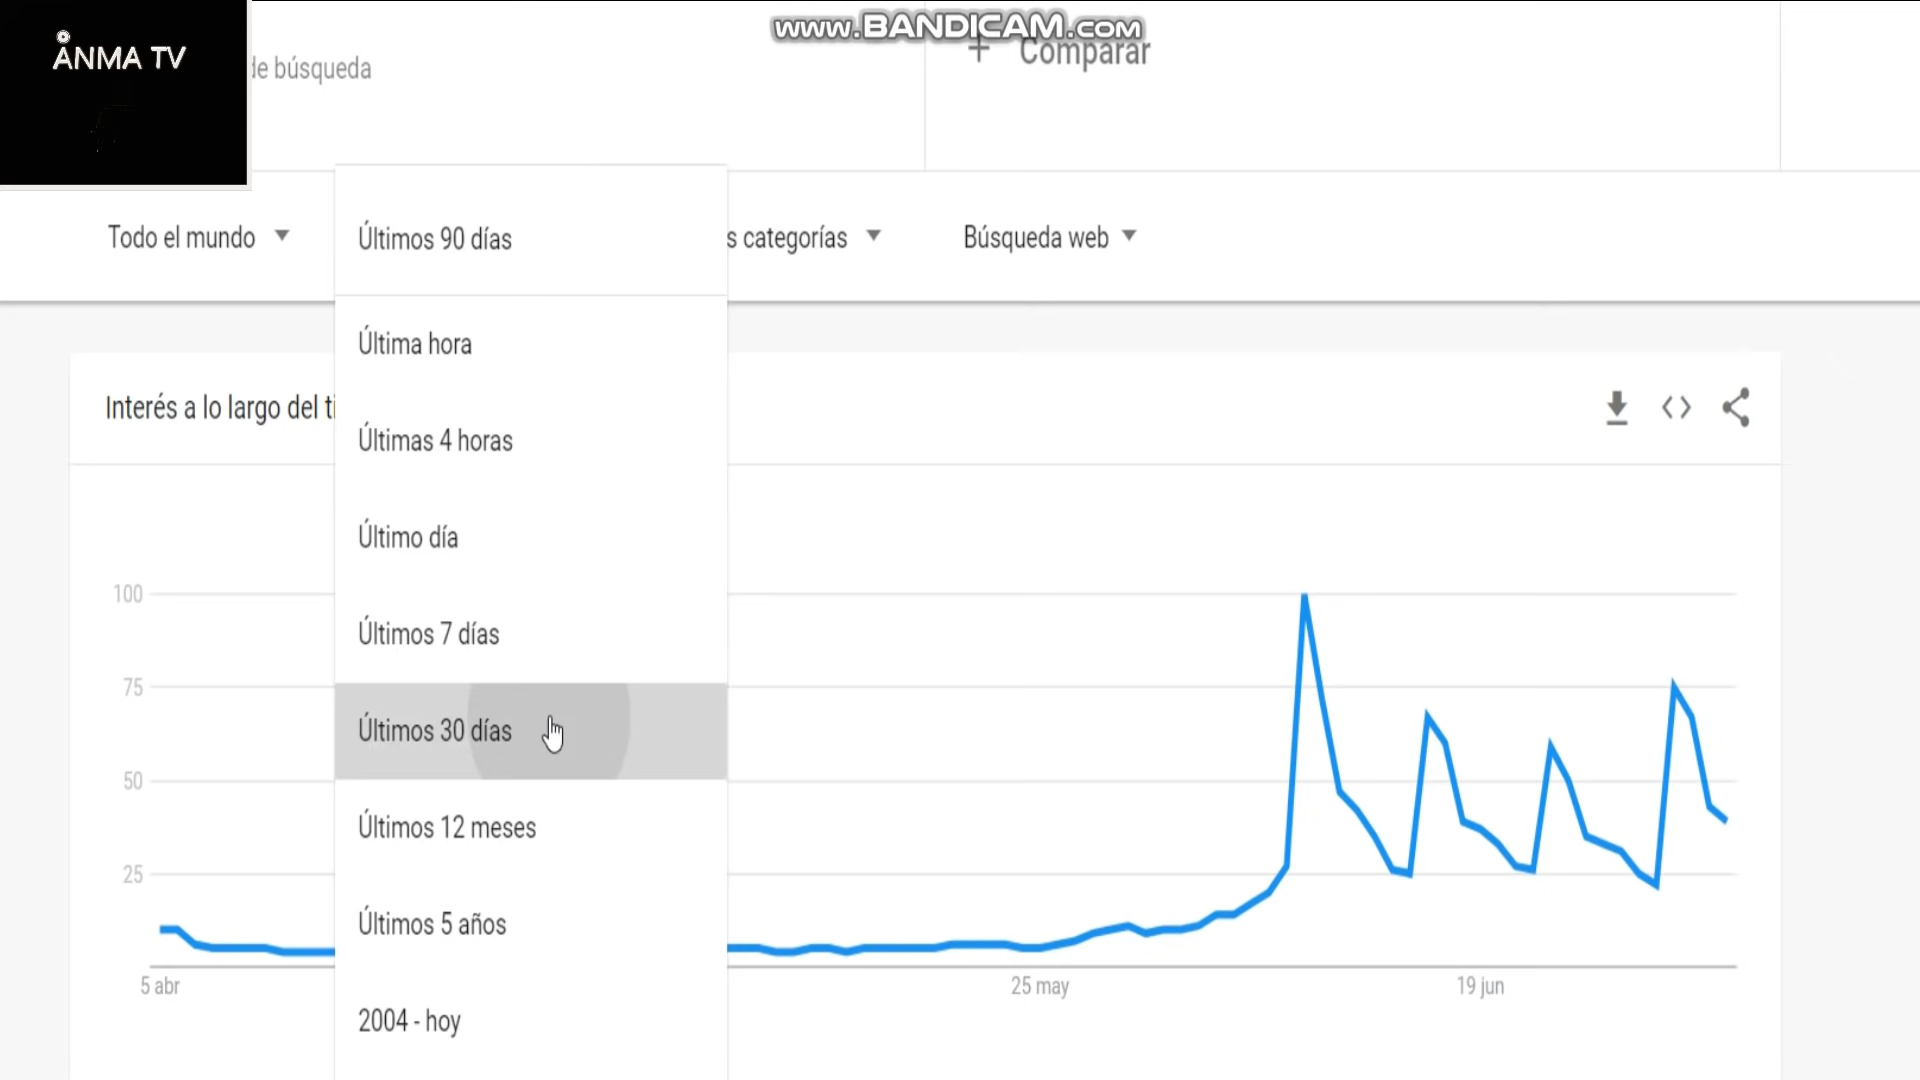 www.BANDICAM.com
ANMA TV
de búsqueda
+ Comparar
Todo el mundo
Últimos 90 días
s categorías
Búsqueda web
Última hora
Interés a lo largo del ti
Últimas 4 horas
Último día
Últimos 7 días
Últimos 30 días
Últimos 12 meses
Últimos 5 años
2004 - hoy
100
75
50
25
5 abr
25 may
19 jun